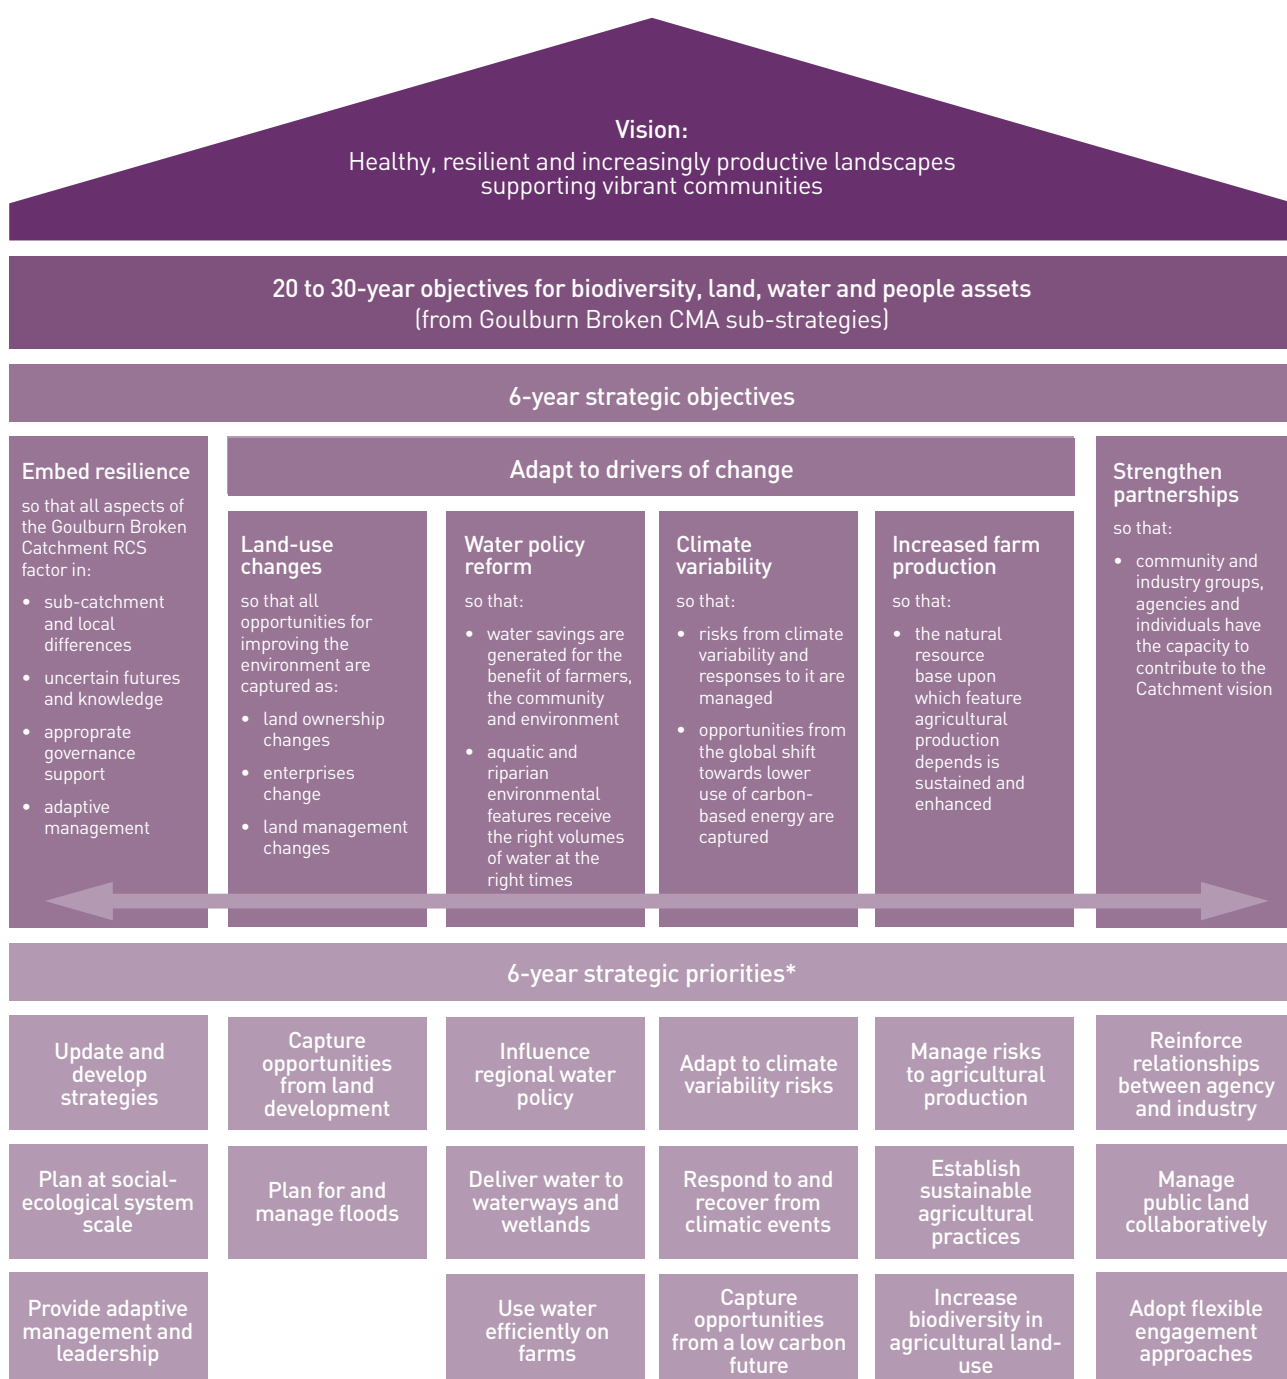 Vision:
Healthy, resilient and increasingly productive landscapes
supporting vibrant communities
20 to 30-year objectives for biodiversity, land, water and people assets
(from Goulburn Broken CMA sub-strategies)
6-year strategic objectives
Embed resilience
so that all aspects of
the Goulburn Broken
Catchment RCS
factor in:
• sub-catchment
and local
differences
• uncertain futures
and knowledge
• approprate
governance
support
• adaptive
management
Adapt to drivers of change
Land-use
changes
so that all
opportunities for
improving the
environment are
captured as:
• land ownership
changes
• enterprises
change
• land management
changes
Water policy
reform
so that:
• water savings are
generated for the
benefit of farmers,
the community
and environment
• aquatic and
riparian
environmental
features receive
the right volumes
of water at the
right times
Climate
variability
so that:
• risks from climate
variability and
responses to it are
managed
• opportunities from
the global shift
towards lower
use of carbon-
based energy are
captured
Increased farm
production
so that:
• the natural
resource
base upon
which feature
agricultural
production
depends is
sustained and
enhanced
Strengthen
partnerships
so that:
• community and
industry groups,
agencies and
individuals have
the capacity to
contribute to the
Catchment vision
6-year strategic priorities*
Update and
develop
strategies
Capture
opportunities
from land
development
Influence
regional water
policy
Adapt to climate
variability risks
Manage risks
to agricultural
production
Reinforce
relationships
between agency
and industry
Plan at social-
ecological system
scale
Plan for and
manage floods
Deliver water to
waterways and
wetlands
Respond to and
recover from
climatic events
Establish
sustainable
agricultural
practices
Manage
public land
collaboratively
Provide adaptive
management and
leadership
Use water
efficiently on
farms
Capture
opportunities
from a low carbon
future
Increase
biodiversity in
agricultural land-
use
Adopt flexible
engagement
approaches